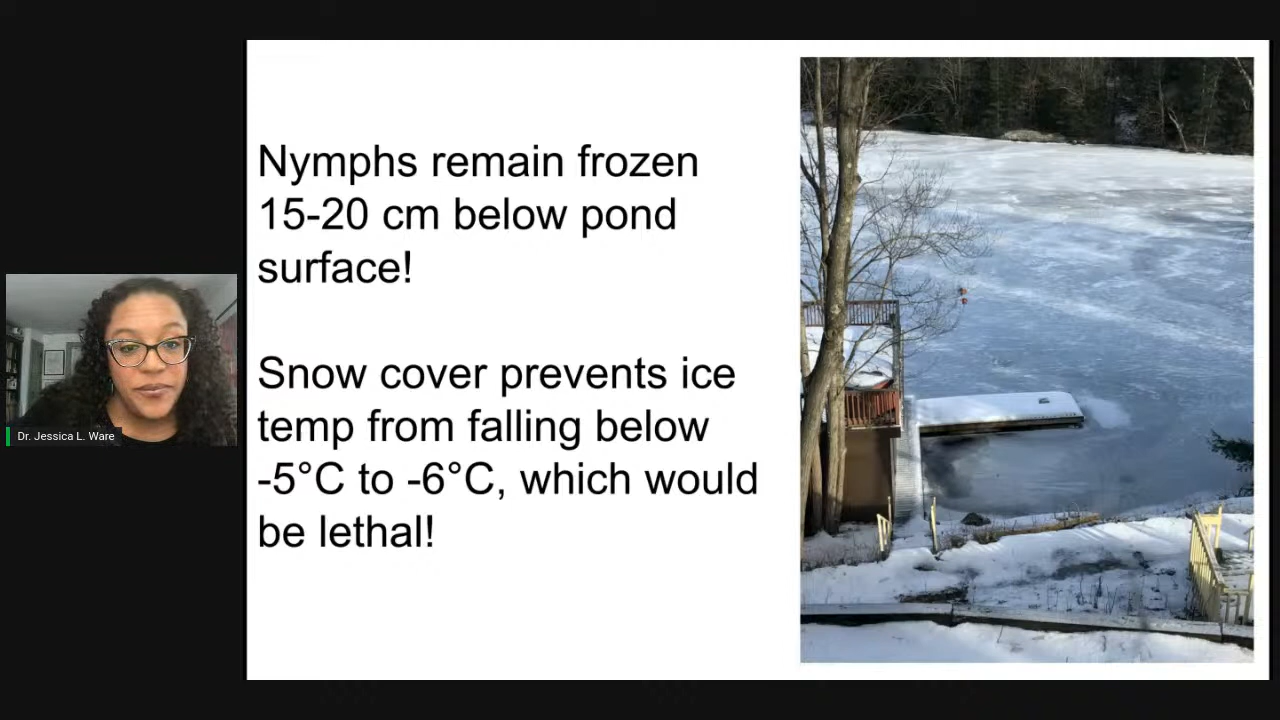 Nymphs remain frozen
15-20 cm below pond
surface!
Snow cover prevents ice
temp from falling below
-5°C to -6°C, which would
be lethal!
Dr. Jessica L. Ware